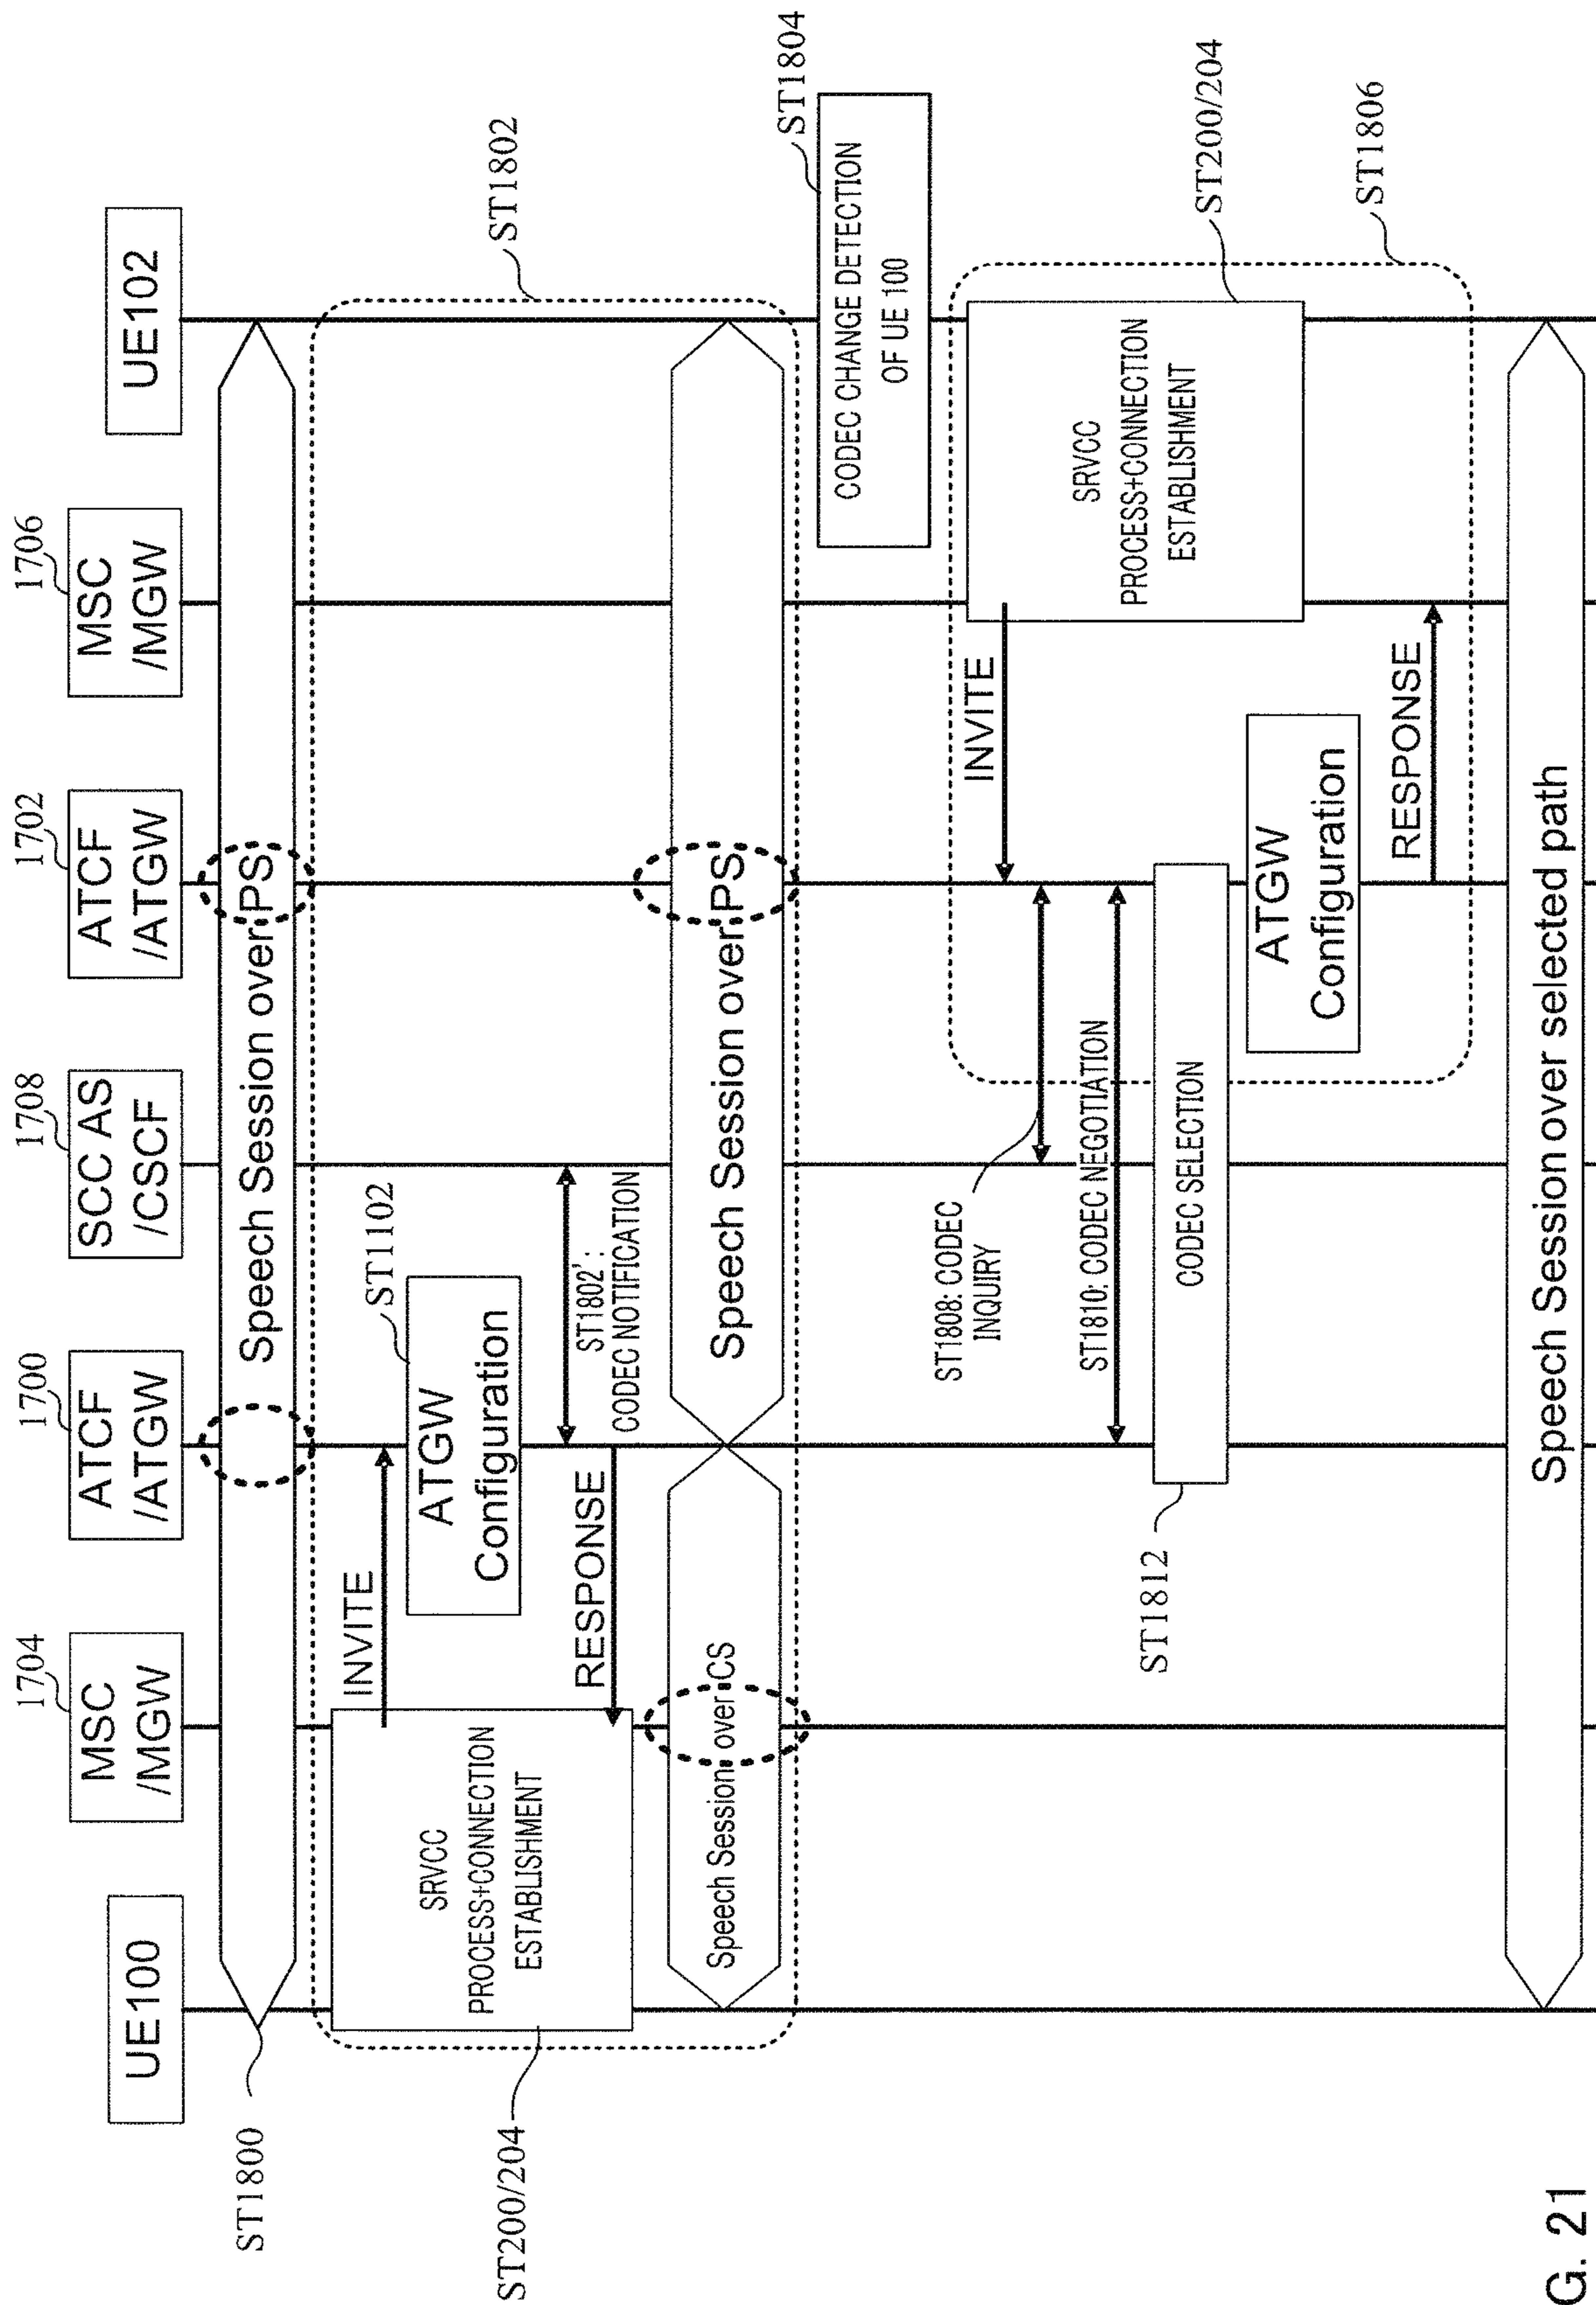 UE100
1704
MSC
/MGW
1700
ATCF
/ATGW
1708
SCC AS
/CSCF
1702
ATCF
/ATGW
1706
MSC
/MGW
UE102
ST1800
Speech Session over PS
ST1802
ST200/204
SRVCC
PROCESS+CONNECTION
ESTABLISHMENT
INVITE
ATGW
Configuration
ST1102
ST1802':
CODEC NOTIFICATION
RESPONSE
Speech Session over CS
Speech Session over PS
ST1804
CODEC CHANGE DETECTION
OF UE 100
SRVCC
PROCESS+CONNECTION
ESTABLISHMENT
ST200/204
ST1806
INVITE
ST1808: CODEC
INQUIRY
ST1810: CODEC NEGOTIATION
ST1812
CODEC SELECTION
ATGW
Configuration
RESPONSE
Speech Session over selected path
G. 21